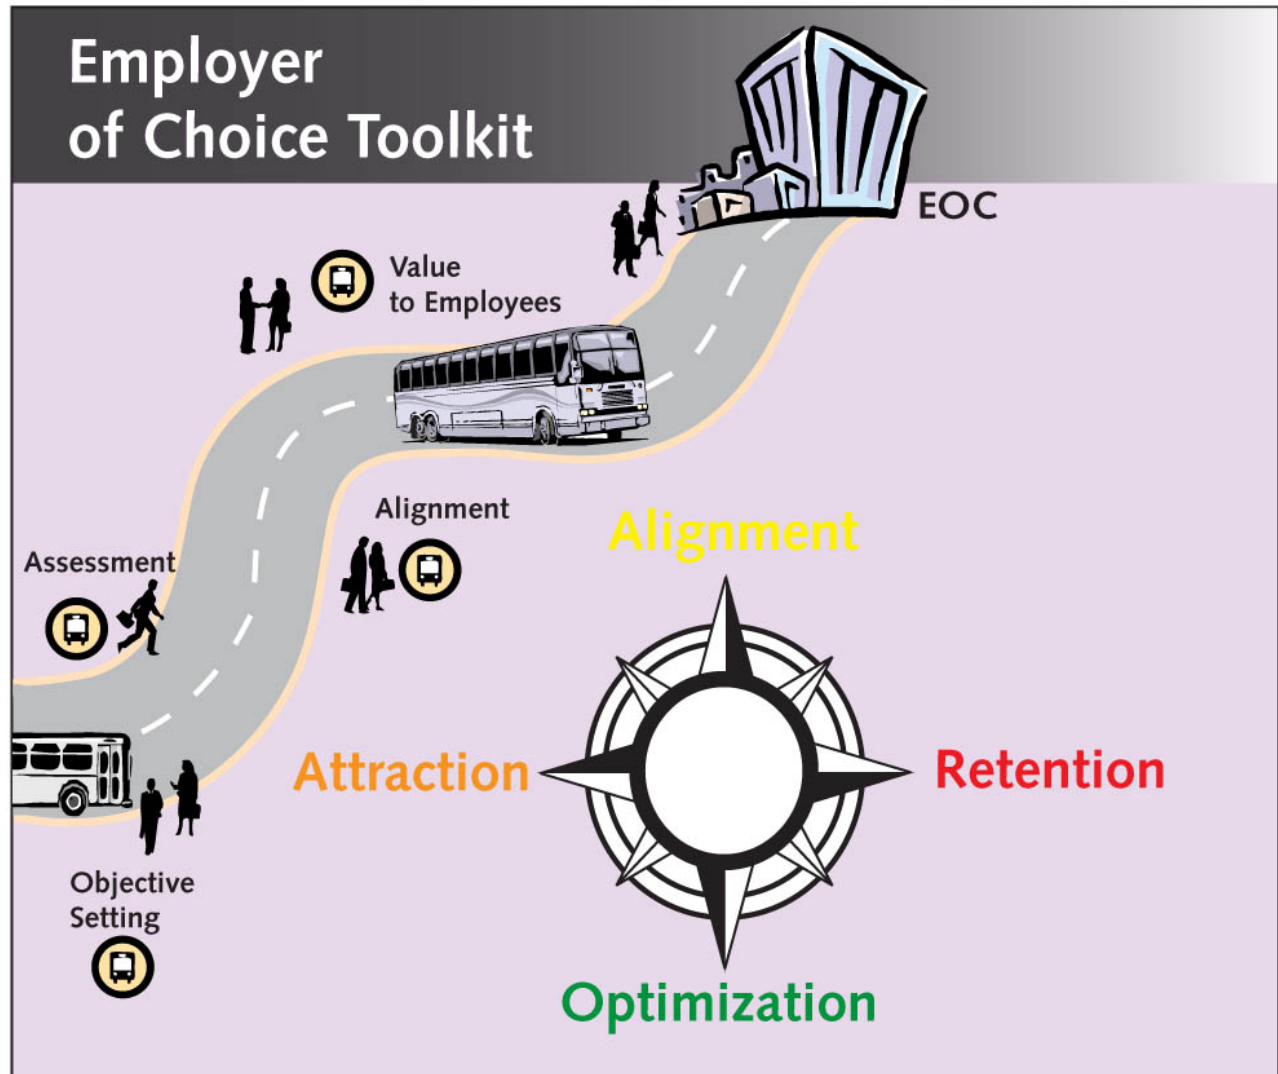 Employer
of Choice Toolkit
EOC
Value
to Employees
Alignment
Assessment
Alignment
Attraction
Retention
Objective
Setting
Optimization